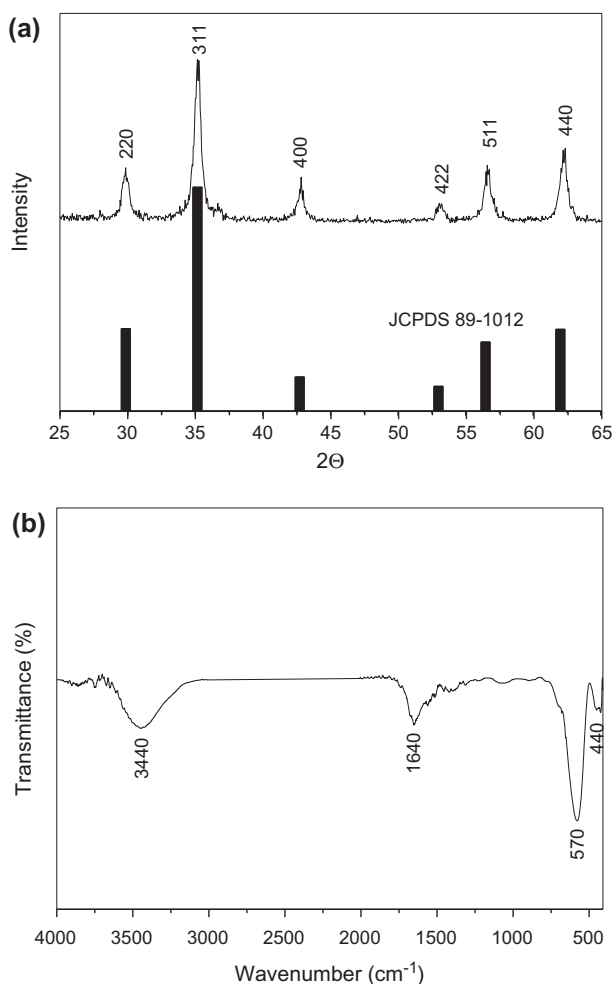 (a)
311
220
400
422
511
440
Intensity
JCPDS 89-1012
25 30 35 40 45 50 55 60 65
2Θ
(b)
Transmittance (%)
3440
1640
570
440
4000 3500 3000 2500 2000 1500 1000 500
Wavenumber (cm⁻¹)